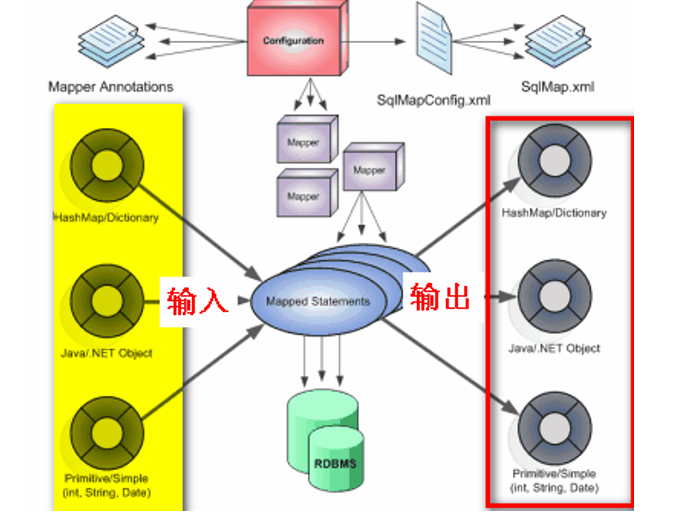 Configuration
Mapper Annotations
SqlMapConfig.xml
SqlMap.xml
Mapper
Mapper
Mapper
HashMap/Dictionary
HashMap/Dictionary
输入
Mapped Statements
输出
Java/.NET Object
Java/.NET Object
RDBMS
Primitive/Simple
(int, String, Date)
Primitive/Simple
(int, String, Date)